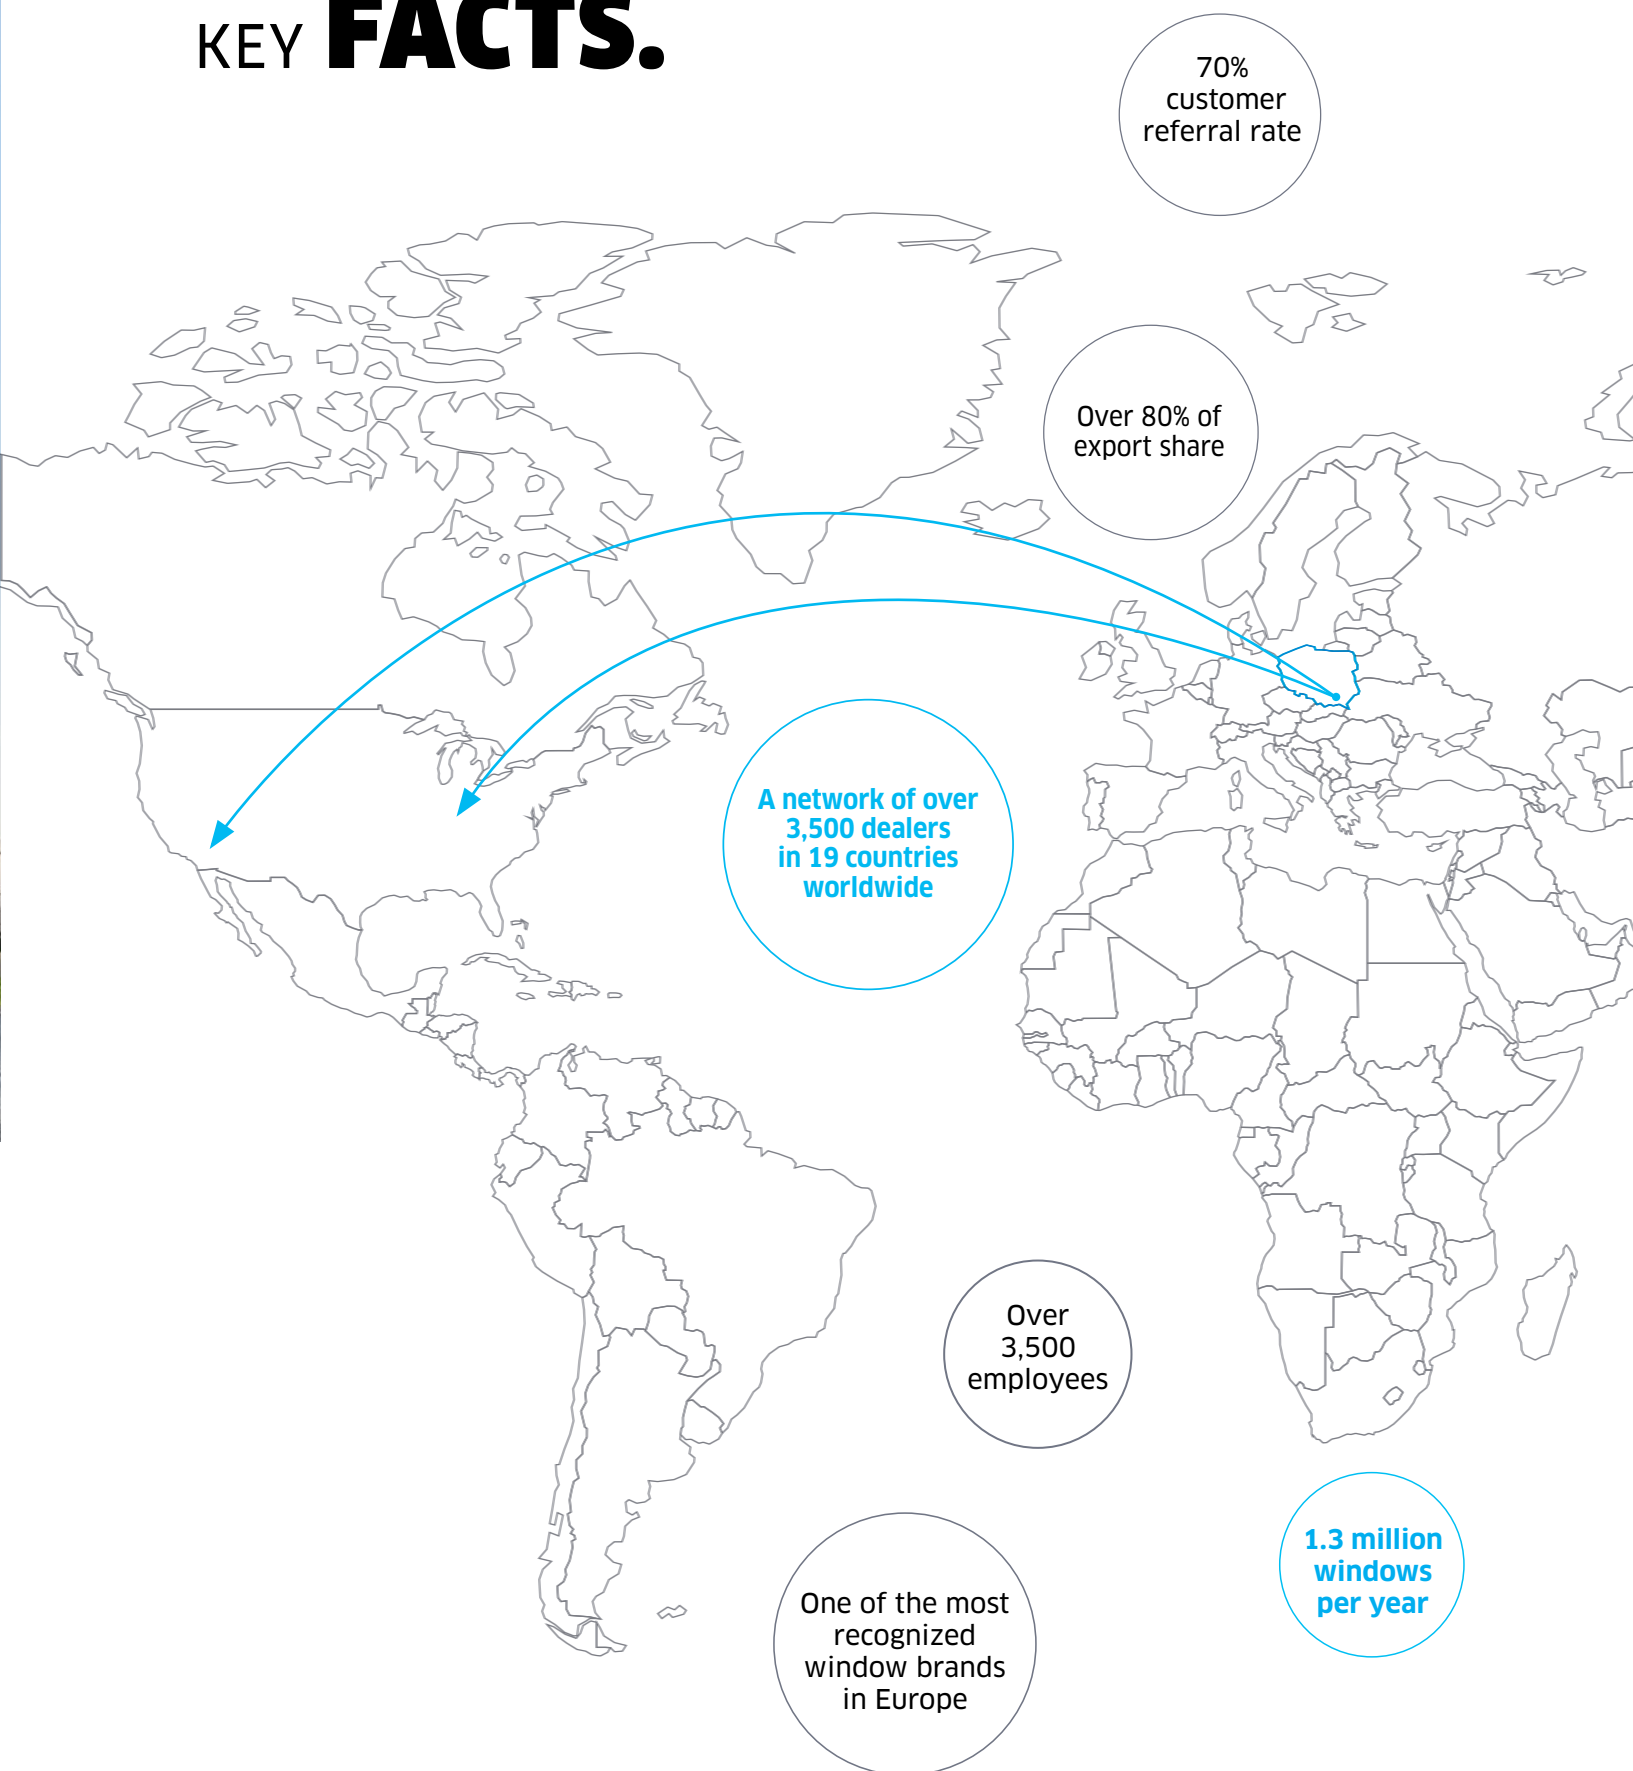 KEY FACTS.
70%
customer
referral rate
Over 80% of
export share
A network of over
3,500 dealers
in 19 countries
worldwide
Over
3,500
employees
1.3 million
windows
per year
One of the most
recognized
window brands
in Europe